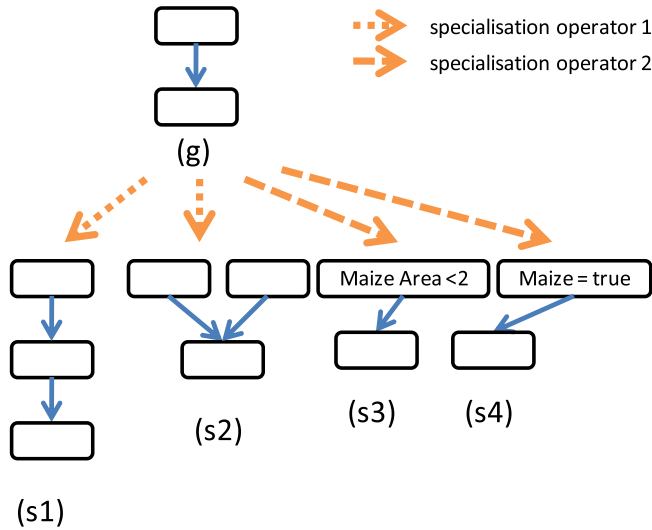 specialisation operator 1
specialisation operator 2
(g)
Maize Area <2
Maize = true
(s2)
(s3)
(s4)
(s1)